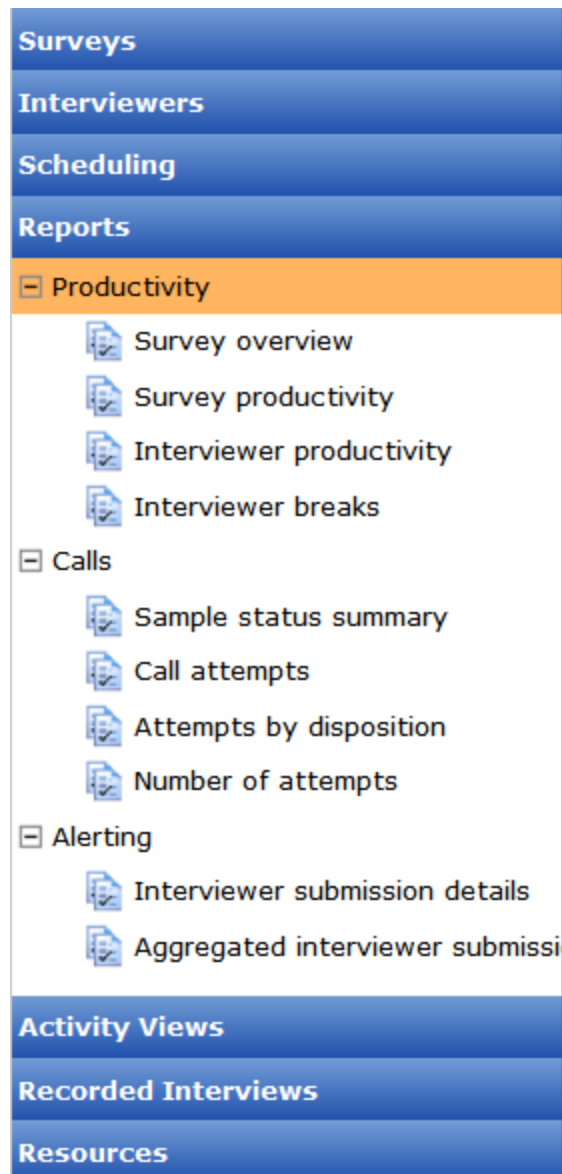 Surveys
Interviewers
Scheduling
Reports
Productivity
Survey overview
Survey productivity
Interviewer productivity
Interviewer breaks
Calls
Sample status summary
Call attempts
Attempts by disposition
Number of attempts
Alerting
Interviewer submission details
Aggregated interviewer submissi
Activity Views
Recorded Interviews
Resources